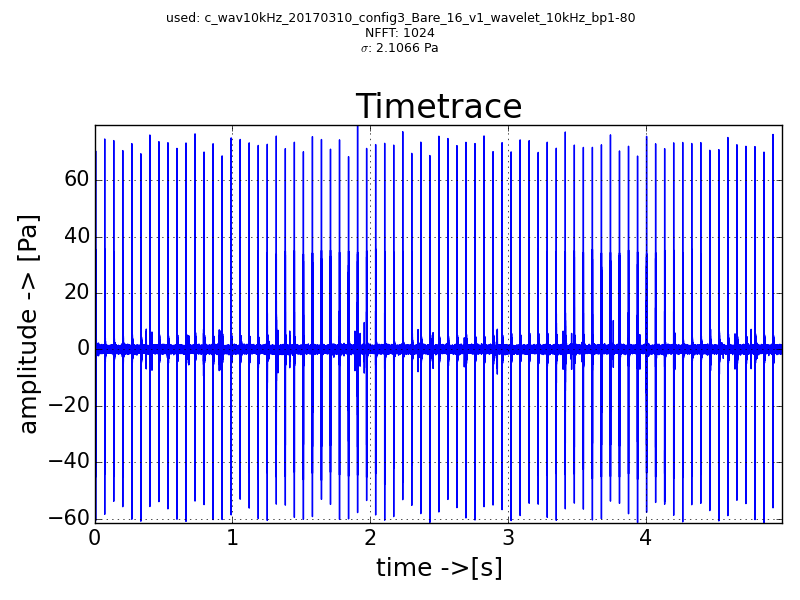 used: c_wav10kHz_20170310_config3_Bare_16_v1_wavelet_10kHz_bp1-80
NFFT: 1024
σ: 2.1066 Pa
Timetrace
amplitude -> [Pa]
60
40
20
0
−20
−40
−60
0 1 2 3 4
time ->[s]